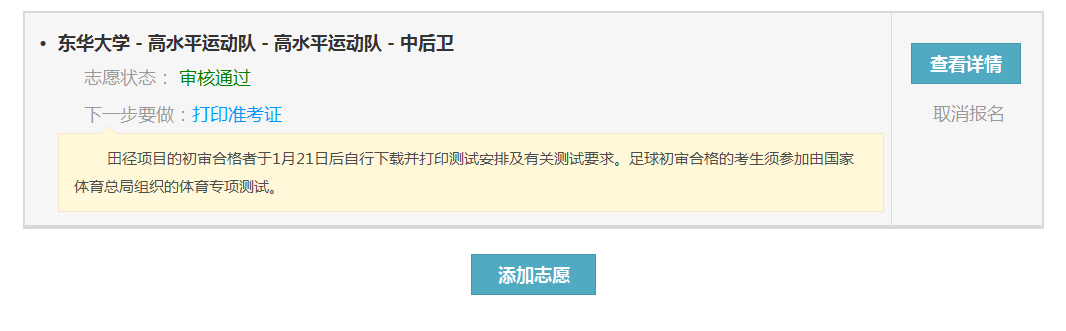 • 东华大学 - 高水平运动队 - 高水平运动队 - 中后卫
查看详情
志愿状态： 审核通过
下一步要做：打印准考证
取消报名
田径项目的初审合格者于1月21日后自行下载并打印测试安排及有关测试要求。足球初审合格的考生须参加由国家
体育总局组织的体育专项测试。
添加志愿